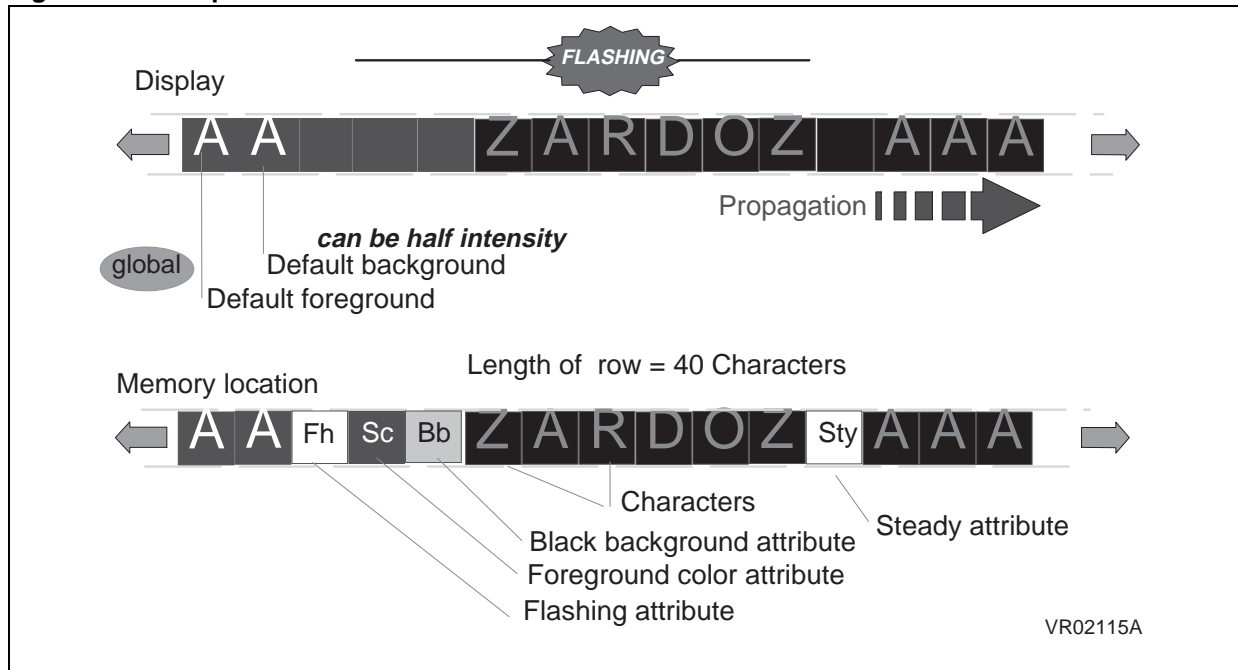 FLASHING
Display
A A Z A R D O Z A A A
Propagation
can be half intensity
global
Default background
Default foreground
Length of row = 40 Characters
Memory location
A A Fh Sc Bb Z A R D O Z Sty A A A
Characters
Steady attribute
Black background attribute
Foreground color attribute
Flashing attribute
VR02115A